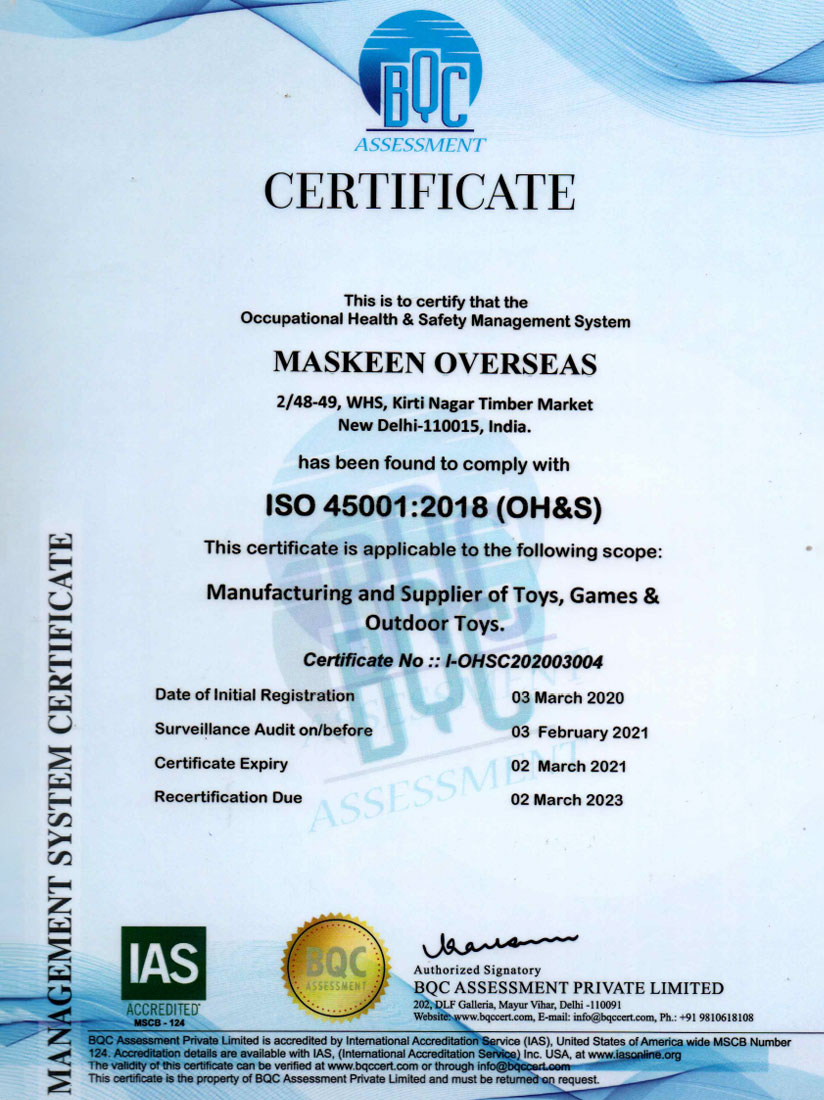 BQC
ASSESSMENT
CERTIFICATE
This is to certify that the
Occupational Health & Safety Management System
MASKEEN OVERSEAS
2/48-49, WHS, Kirti Nagar Timber Market
New Delhi-110015, India.
has been found to comply with
ISO 45001:2018 (OH&S)
This certificate is applicable to the following scope:
Manufacturing and Supplier of Toys, Games &
Outdoor Toys.
Certificate No :: I-OHSC202003004
Date of Initial Registration 03 March 2020
Surveillance Audit on/before 03 February 2021
Certificate Expiry 02 March 2021
Recertification Due 02 March 2023
ASSESSMENT
MANAGEMENT SYSTEM CERTIFICATE
IAS
ACCREDITED
MSCB - 124
BQC
ASSESSMENT
Authorized Signatory
BQC ASSESSMENT PRIVATE LIMITED
202, DLF Galleria, Mayur Vihar, Delhi -110091
Website: www.bqccert.com, E-mail: info@bqccert.com, Ph.: +91 9810618108
BQC Assessment Private Limited is accredited by International Accreditation Service (IAS), United States of America wide MSCB Number
124. Accreditation details are available with IAS, (International Accreditation Service) Inc. USA, at www.iasonline.org
The validity of this certificate can be verified at www.bqccert.com or through info@bqccert.com
This certificate is the property of BQC Assessment Private Limited and must be returned on request.